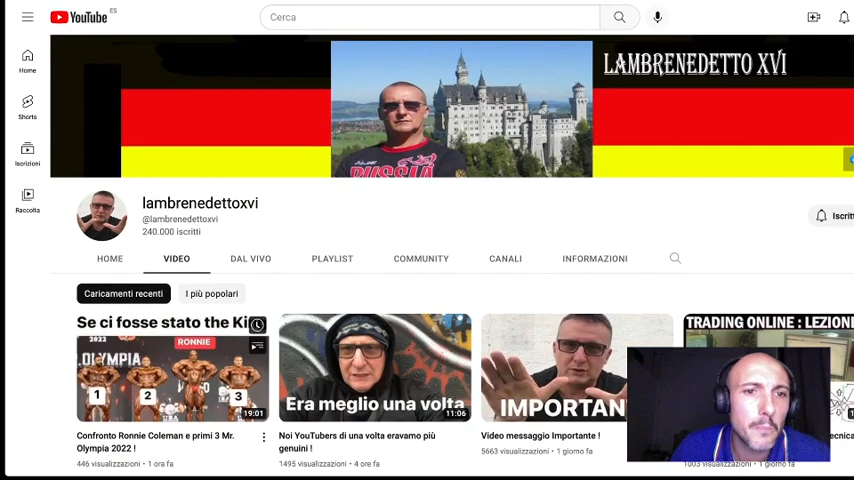 YouTube ES
Cerca
Home
Shorts
Iscrizioni
Raccolta
LAMBRENEDETTO XVI
RUSSIA
lambrenedettoxvi
@lambrenedettoxvi
240.000 iscritti
Iscritt
HOME
VIDEO
DAL VIVO
PLAYLIST
COMMUNITY
CANALI
INFORMAZIONI
Caricamenti recenti
I più popolari
Se ci fosse stato the Ki
2022
RONNIE
.OLYMPIA
1
2
3
19:01
Era meglio una volta
11:06
IMPORTAN
TRADING ONLINE : LEZIONE
Confronto Ronnie Coleman e primi 3 Mr.
Olympia 2022 !
446 visualizzazioni • 1 ora fa
Noi YouTubers di una volta eravamo più
genuini !
1495 visualizzazioni • 4 ore fa
Video messaggio Importante !
5663 visualizzazioni • 1 giorno fa
ecnica
1003 visualizzazioni • 1 giorno fa